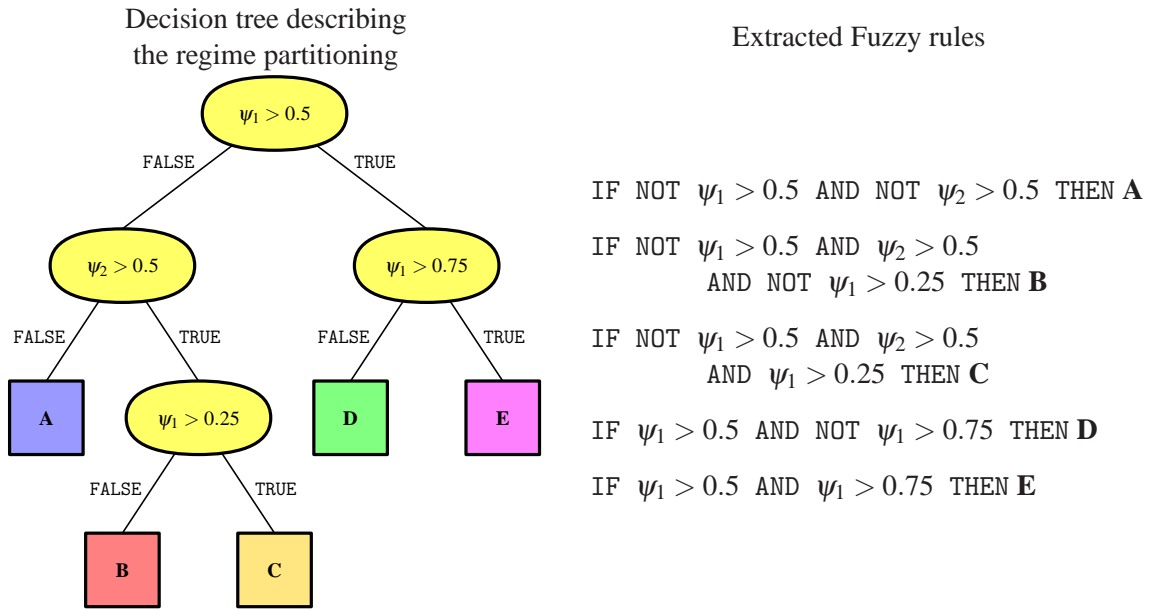 Decision tree describing
the regime partitioning
ψ₁ > 0.5
FALSE
TRUE
ψ₂ > 0.5
ψ₁ > 0.75
FALSE
TRUE
FALSE
TRUE
A
ψ₁ > 0.25
D
E
FALSE
TRUE
B
C
Extracted Fuzzy rules
IF NOT ψ₁ > 0.5 AND NOT ψ₂ > 0.5 THEN A
IF NOT ψ₁ > 0.5 AND ψ₂ > 0.5
AND NOT ψ₁ > 0.25 THEN B
IF NOT ψ₁ > 0.5 AND ψ₂ > 0.5
AND ψ₁ > 0.25 THEN C
IF ψ₁ > 0.5 AND NOT ψ₁ > 0.75 THEN D
IF ψ₁ > 0.5 AND ψ₁ > 0.75 THEN E